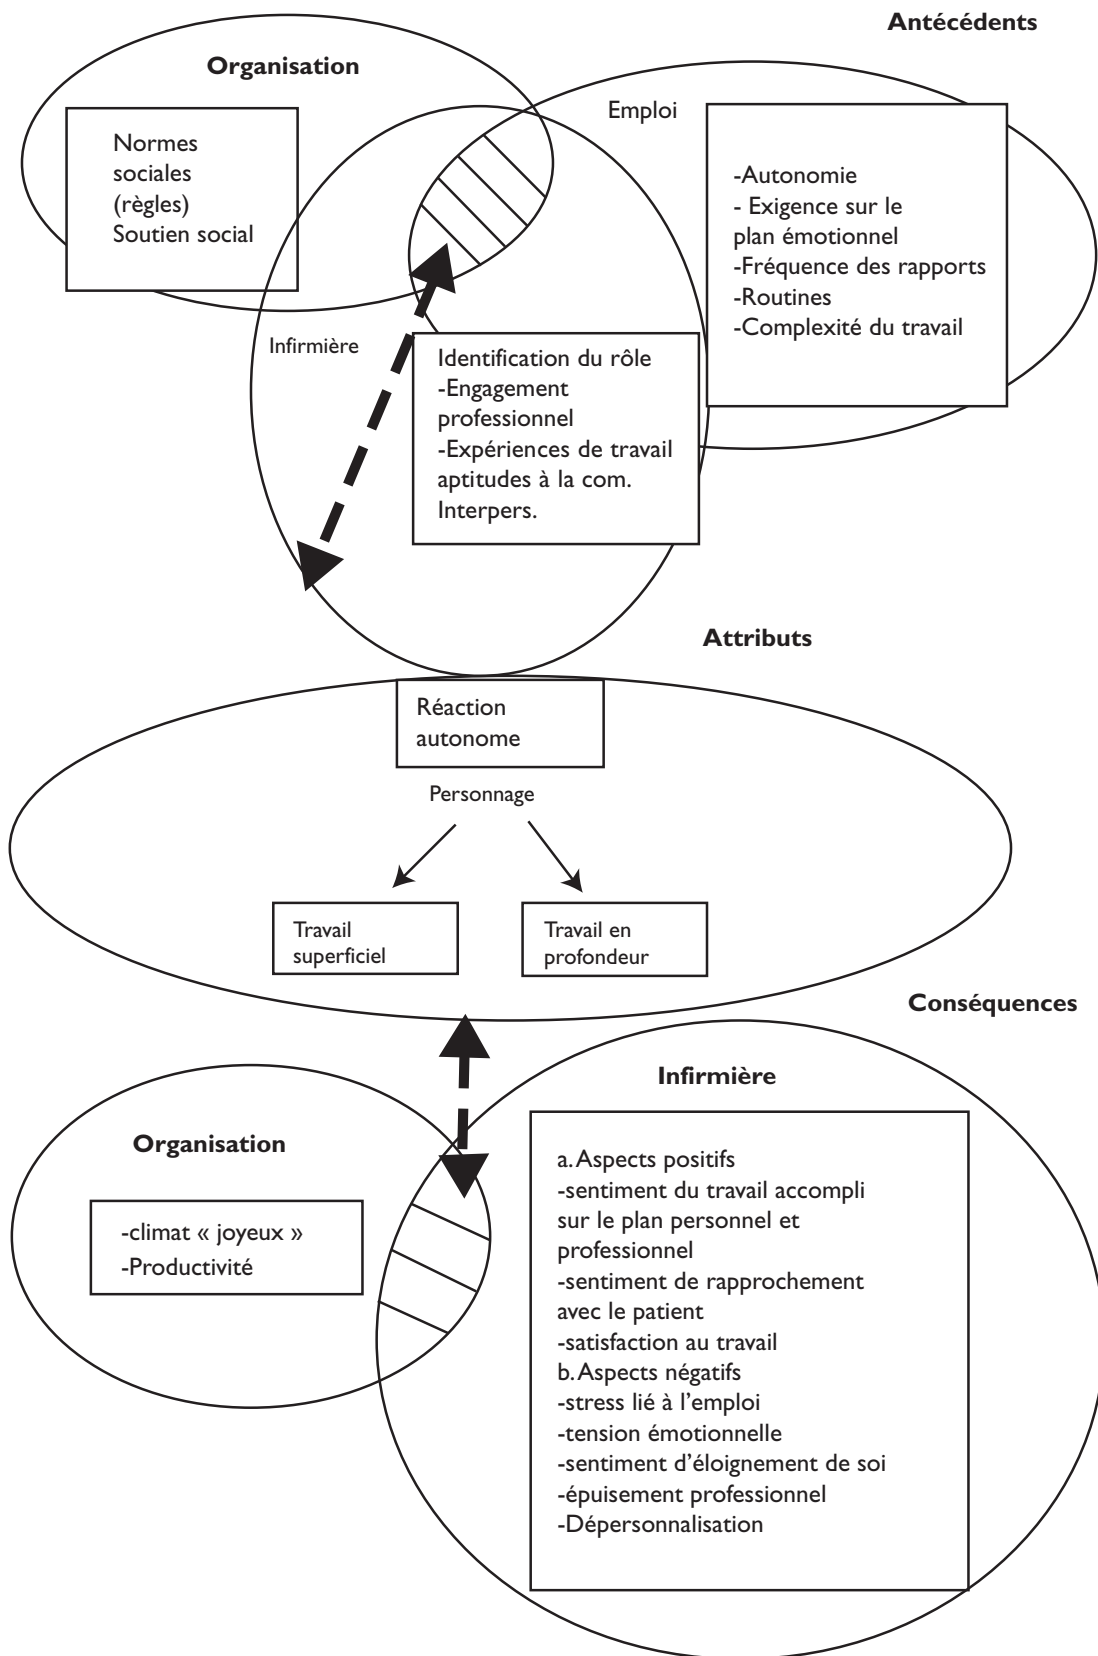 Antécédents
Organisation
Normes
sociales
(règles)
Soutien social
Emploi
-Autonomie
- Exigence sur le
plan émotionnel
-Fréquence des rapports
-Routines
-Complexité du travail
Infirmière
Identification du rôle
-Engagement
professionnel
-Expériences de travail
aptitudes à la com.
Interpers.
Attributs
Réaction
autonome
Personnage
Travail
superficiel
Travail en
profondeur
Conséquences
Organisation
-climat « joyeux »
-Productivité
Infirmière
a. Aspects positifs
-sentiment du travail accompli
sur le plan personnel et
professionnel
-sentiment de rapprochement
avec le patient
-satisfaction au travail
b. Aspects négatifs
-stress lié à l'emploi
-tension émotionnelle
-sentiment d'éloignement de soi
-épuisement professionnel
-Dépersonnalisation